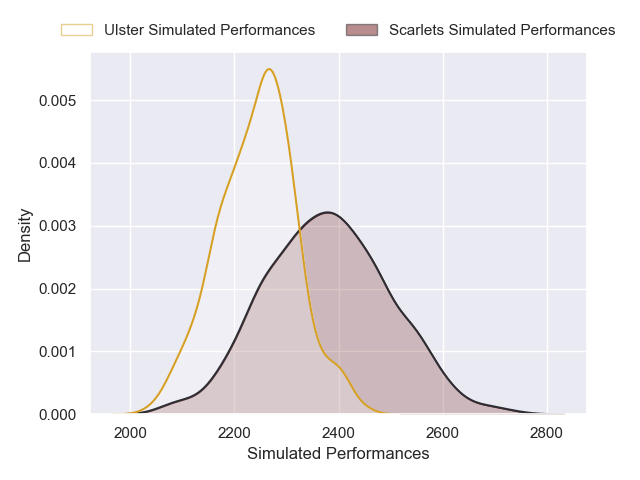 Ulster Simulated Performances
Scarlets Simulated Performances
0.005
0.004
0.003
0.002
0.001
0.000
Density
2000
2200
2400
2600
2800
Simulated Performances